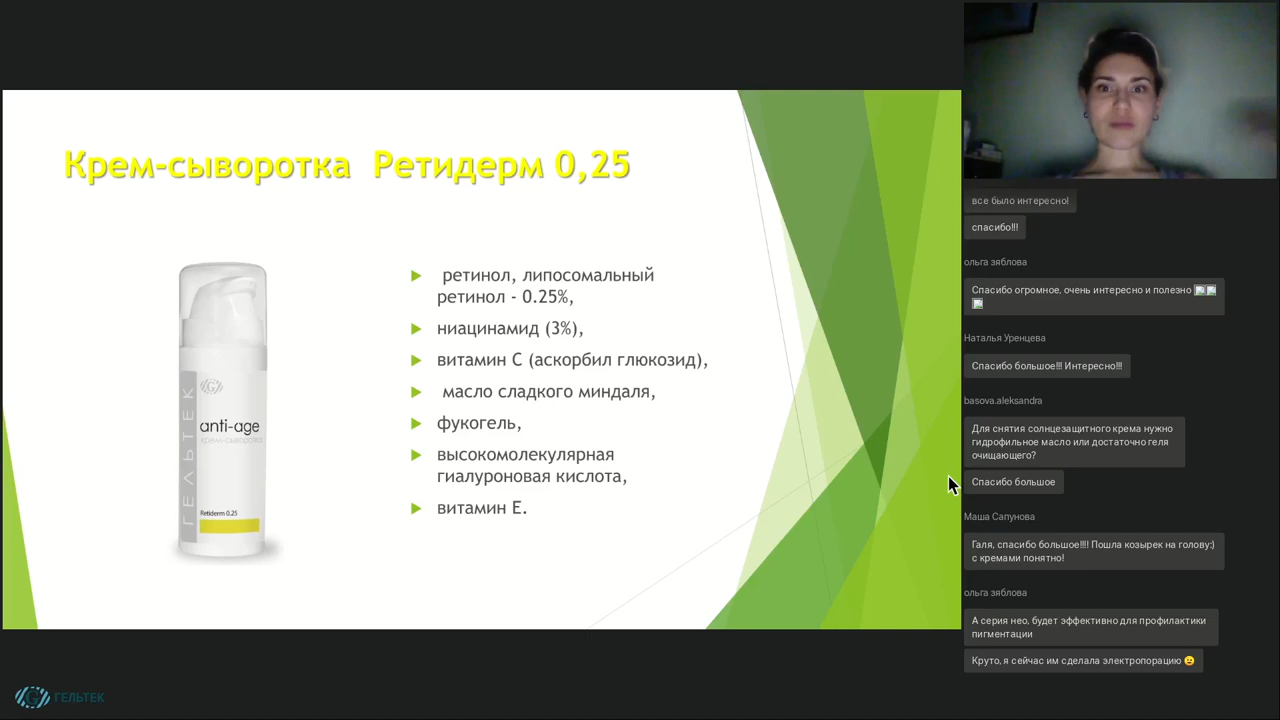 Крем-сыворотка Ретидерм 0,25
ретинол, липосомальный
ретинол - 0.25%,
ниацинамид (3%),
витамин С (аскорбил глюкозид),
масло сладкого миндаля,
фукогель,
высокомолекулярная
гиалуроновая кислота,
витамин Е.
G
ГЕЛЬТЕК
anti-age
крем-сыворотка
Retiderm 0.25
G ГЕЛЬТЕК
все было интересно!
спасибо!!!
ольга зяблова
Спасибо огромное, очень интересно и полезно
Наталья Уренцева
Спасибо большое!!! Интересно!!!
basova.aleksandra
Для снятия солнцезащитного крема нужно
гидрофильное масло или достаточно геля
очищающего?
Спасибо большое
Маша Сапунова
Галя, спасибо большое!!!! Пошла козырек на голову:)
с кремами понятно!
ольга зяблова
А серия нео, будет эффективно для профилактики
пигментации
Круто, я сейчас им сделала электропорацию 😉